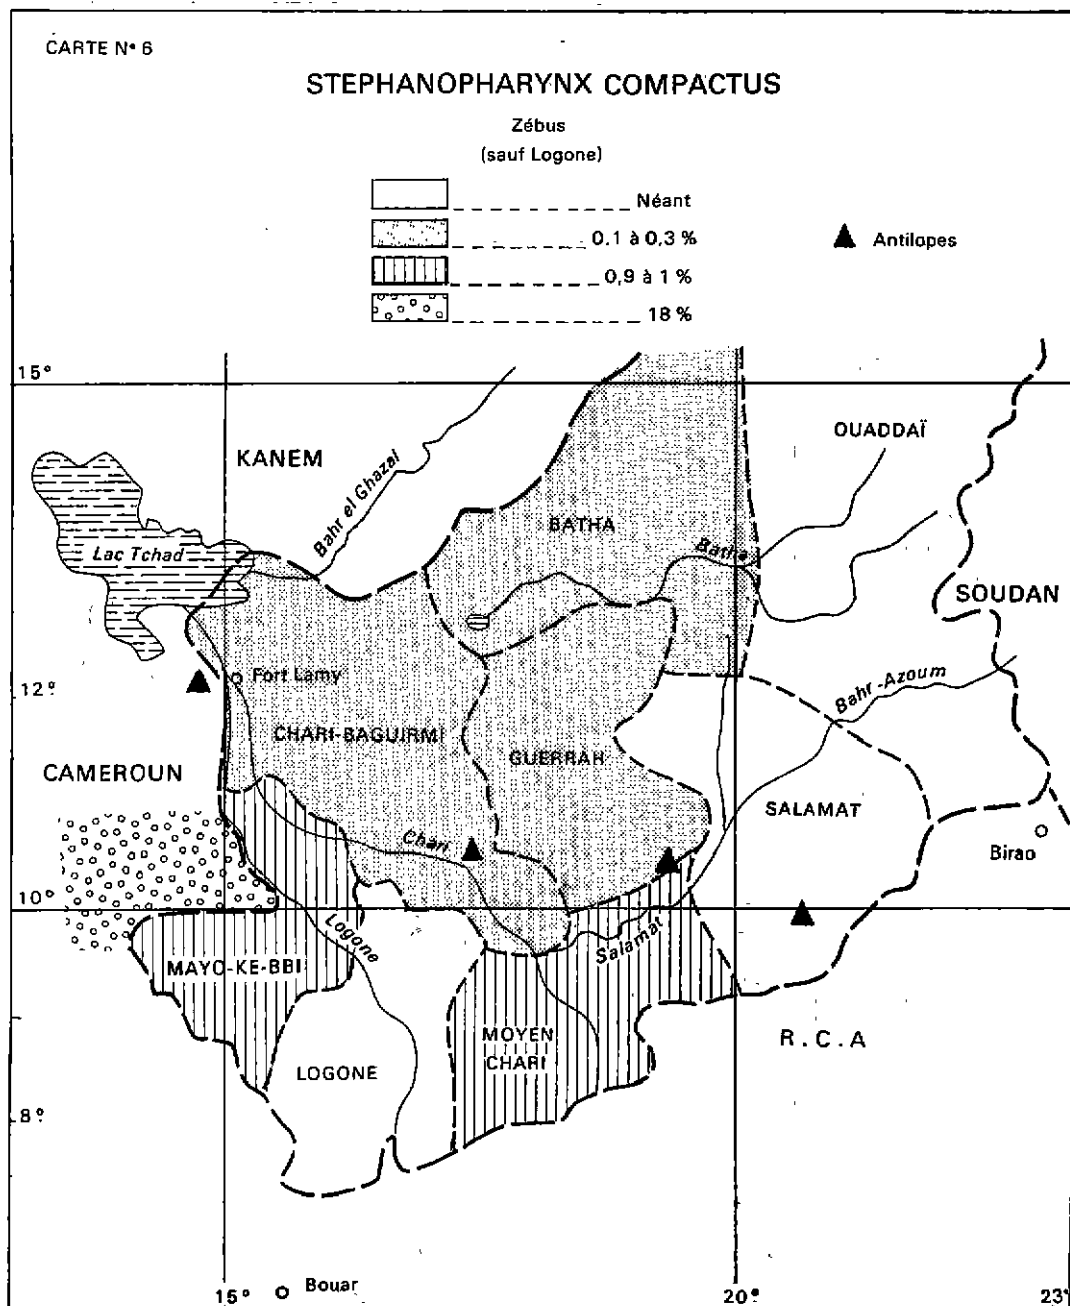 CARTE N° 6
STEPHANOPHARYNX COMPACTUS
Zébus
(sauf Logone)
Néant
0,1 à 0,3 %
0,9 à 1 %
18 %
Antilopes
15°
KANEM
OUADDAÏ
Bahr el Ghazal
BATHA
Lac Tchad
Batha
SOUDAN
12°
Fort Lamy
Bahr-Azoum
CHARI-BAGUIRMI
GUERRAH
CAMEROUN
SALAMAT
Chari
Birao
10°
Logone
Salamat
MAYO-KE-BBI
MOYEN
CHARI
R.C.A
LOGONE
8°
Bouar
15°
20°
23°